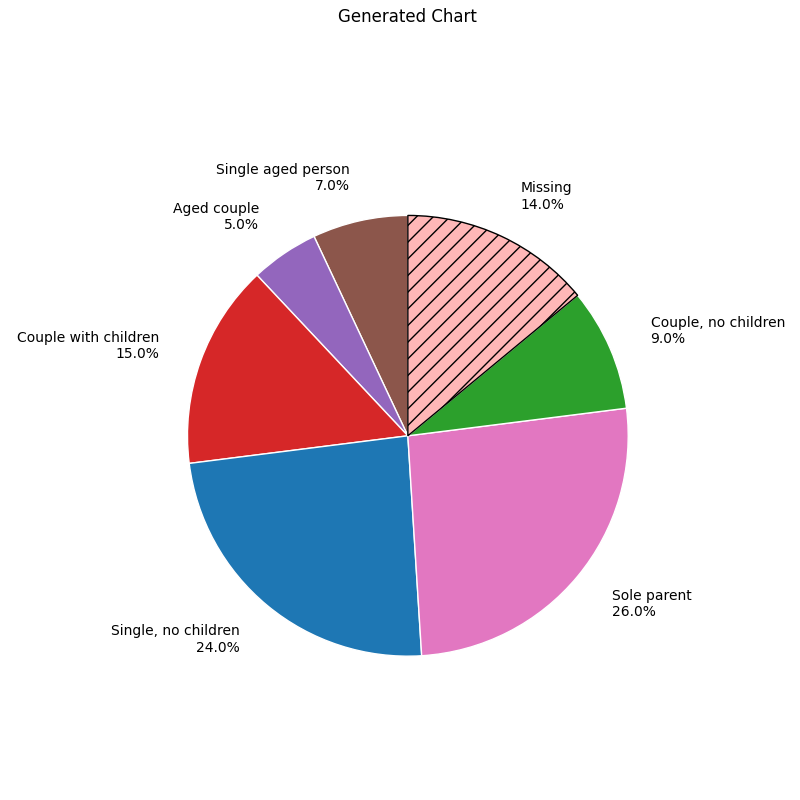 Generated Chart
Single aged person
7.0%
Missing
14.0%
Aged couple
5.0%
Couple, no children
9.0%
Couple with children
15.0%
Sole parent
26.0%
Single, no children
24.0%